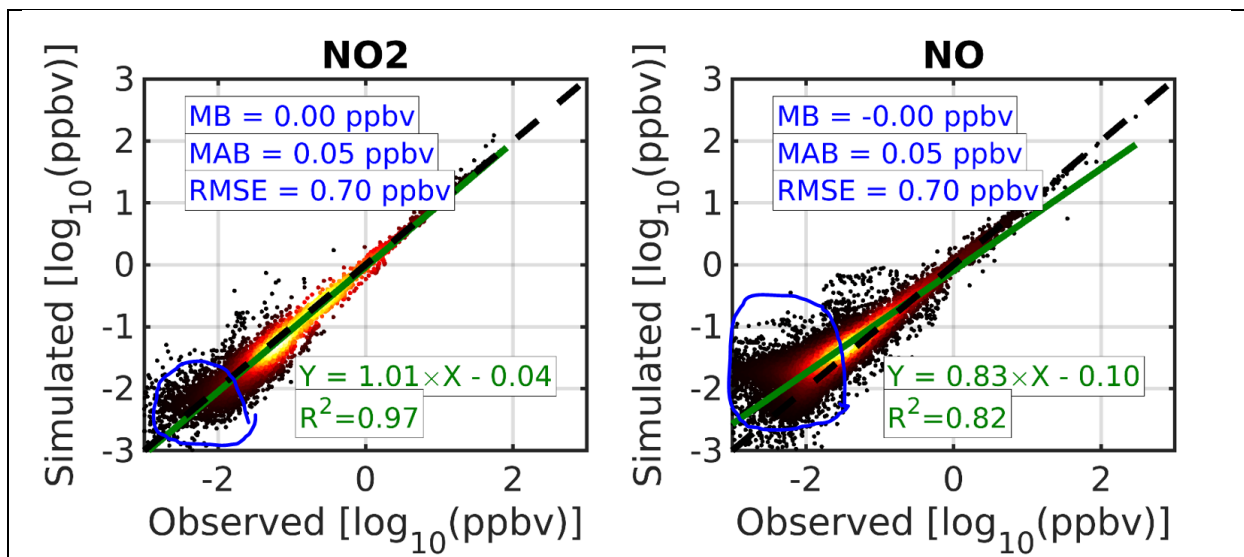 NO2
Simulated [log10(ppbv)]
3
2
1
0
-1
-2
-3
MB = 0.00 ppbv
MAB = 0.05 ppbv
RMSE = 0.70 ppbv
Y = 1.01×X - 0.04
R²=0.97
-2 0 2
Observed [log10(ppbv)]
NO
Simulated [log10(ppbv)]
3
2
1
0
-1
-2
-3
MB = -0.00 ppbv
MAB = 0.05 ppbv
RMSE = 0.70 ppbv
Y = 0.83×X - 0.10
R²=0.82
-2 0 2
Observed [log10(ppbv)]